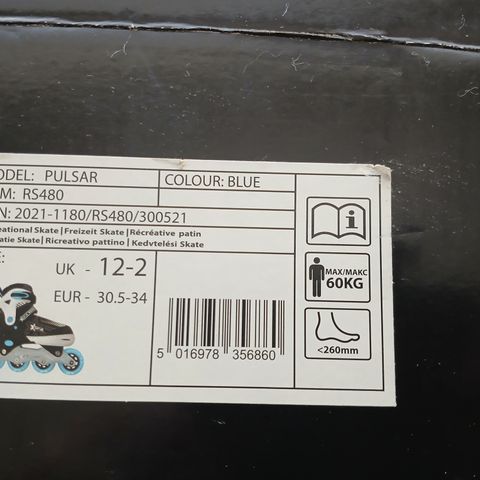 DEL: PULSAR
COLOUR: BLUE
M: RS480
N: 2021-1180/RS480/300521
eational Skate|Freizeit Skate|Récréative patin
atie Skate|Ricreativo pattino|Kedvtelési Skate
E:
UK - 12-2
EUR - 30.5-34
5 016978 356860
i
MAX/MAKC
60KG
<260mm